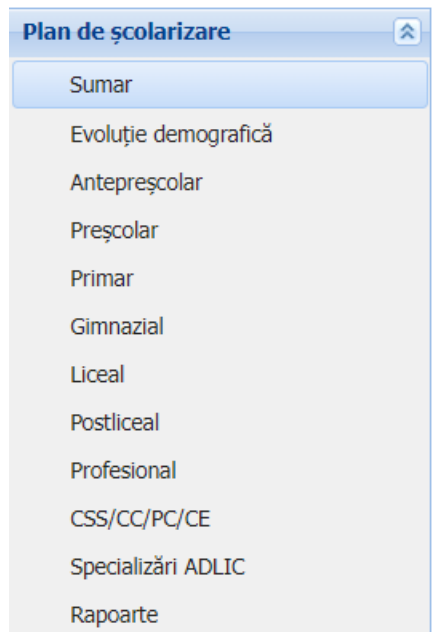 Plan de școlarizare
Sumar
Evoluție demografică
Antepreșcolar
Preșcolar
Primar
Gimnazial
Liceal
Postliceal
Profesional
CSS/CC/PC/CE
Specializări ADLIC
Rapoarte